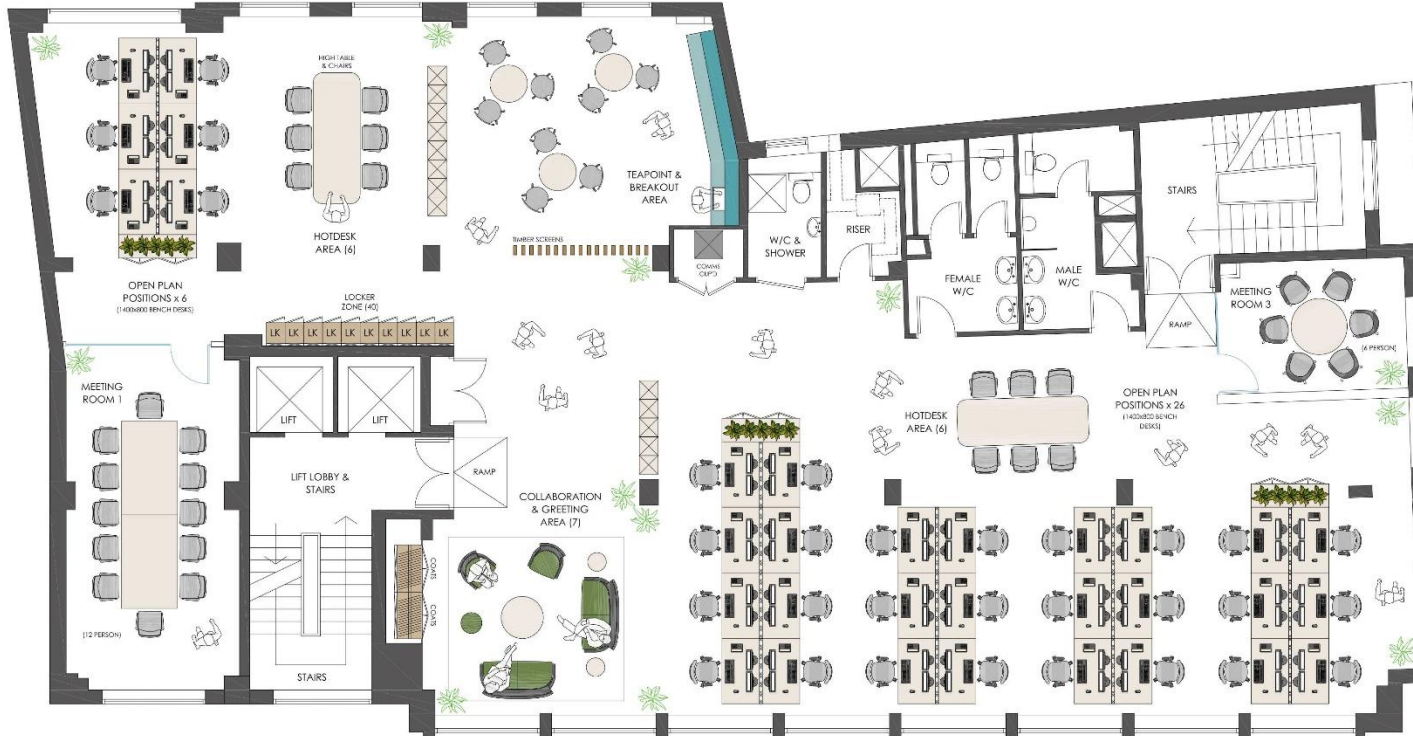 HIGH TABLE
& CHAIRS
HOTDESK
AREA (6)
OPEN PLAN
POSITIONS x 6
(1400x800 BENCH DESKS)
LOCKER
ZONE (40)
LK LK LK LK LK LK LK LK LK LK
TEAPOINT &
BREAKOUT
AREA
TIMBER SCREENS
COMMS
CUP'D
W/C &
SHOWER
RISER
FEMALE
W/C
MALE
W/C
STAIRS
RAMP
MEETING
ROOM 3
(6 PERSON)
MEETING
ROOM 1
(12 PERSON)
LIFT
LIFT
LIFT LOBBY &
STAIRS
STAIRS
RAMP
COATS
COATS
COLLABORATION
& GREETING
AREA (7)
HOTDESK
AREA (6)
OPEN PLAN
POSITIONS x 26
(1400x800 BENCH
DESKS)